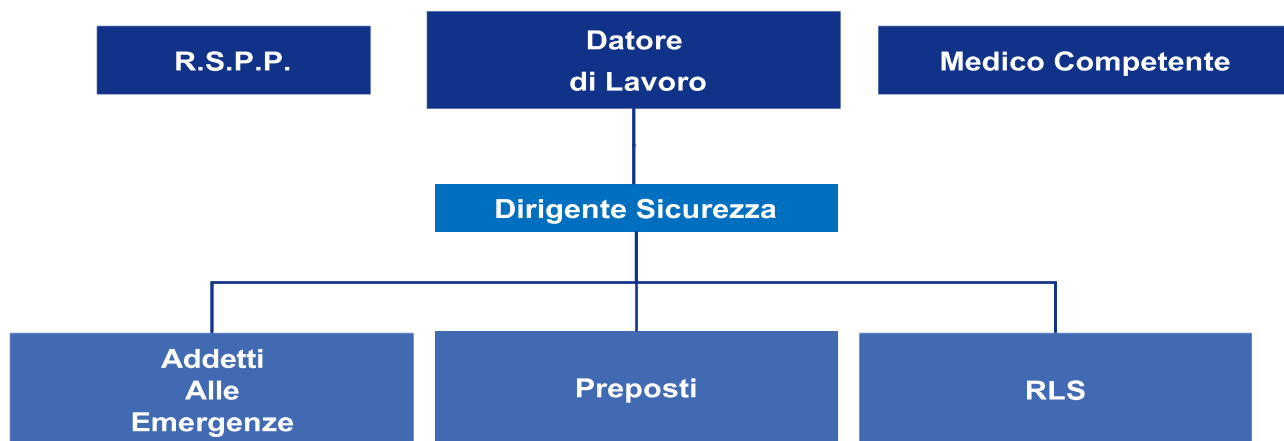 R.S.P.P.
Datore
di Lavoro
Medico Competente
Dirigente Sicurezza
Addetti
Alle
Emergenze
Preposti
RLS